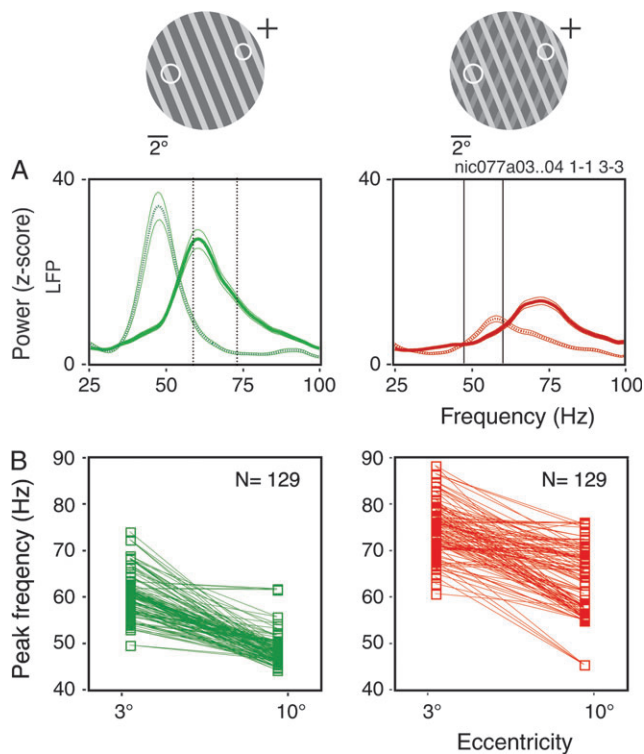 2° 2°
nic077a03..04 1-1 3-3
A
40 40
Power (z-score)
LFP
0 0
25 50 75 100 25 50 75 100
Frequency (Hz)
B
90 90
N= 129 N= 129
80 80
Peak freqency (Hz)
70 70
60 60
50 50
40 40
3° 10° 3° 10°
Eccentricity